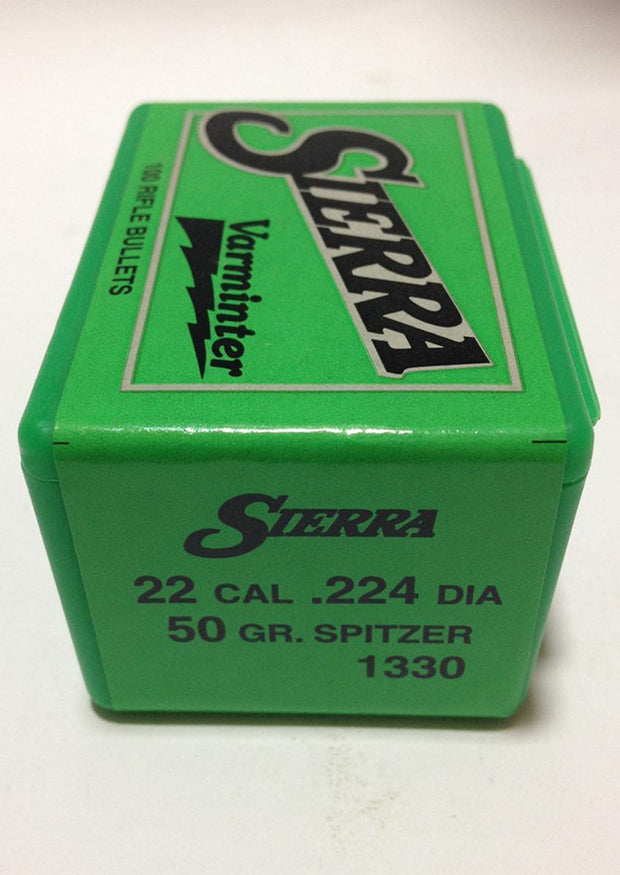 SIERRA
Varminter
100 RIFLE BULLETS
SIERRA
22 CAL .224 DIA
50 GR. SPITZER
1330